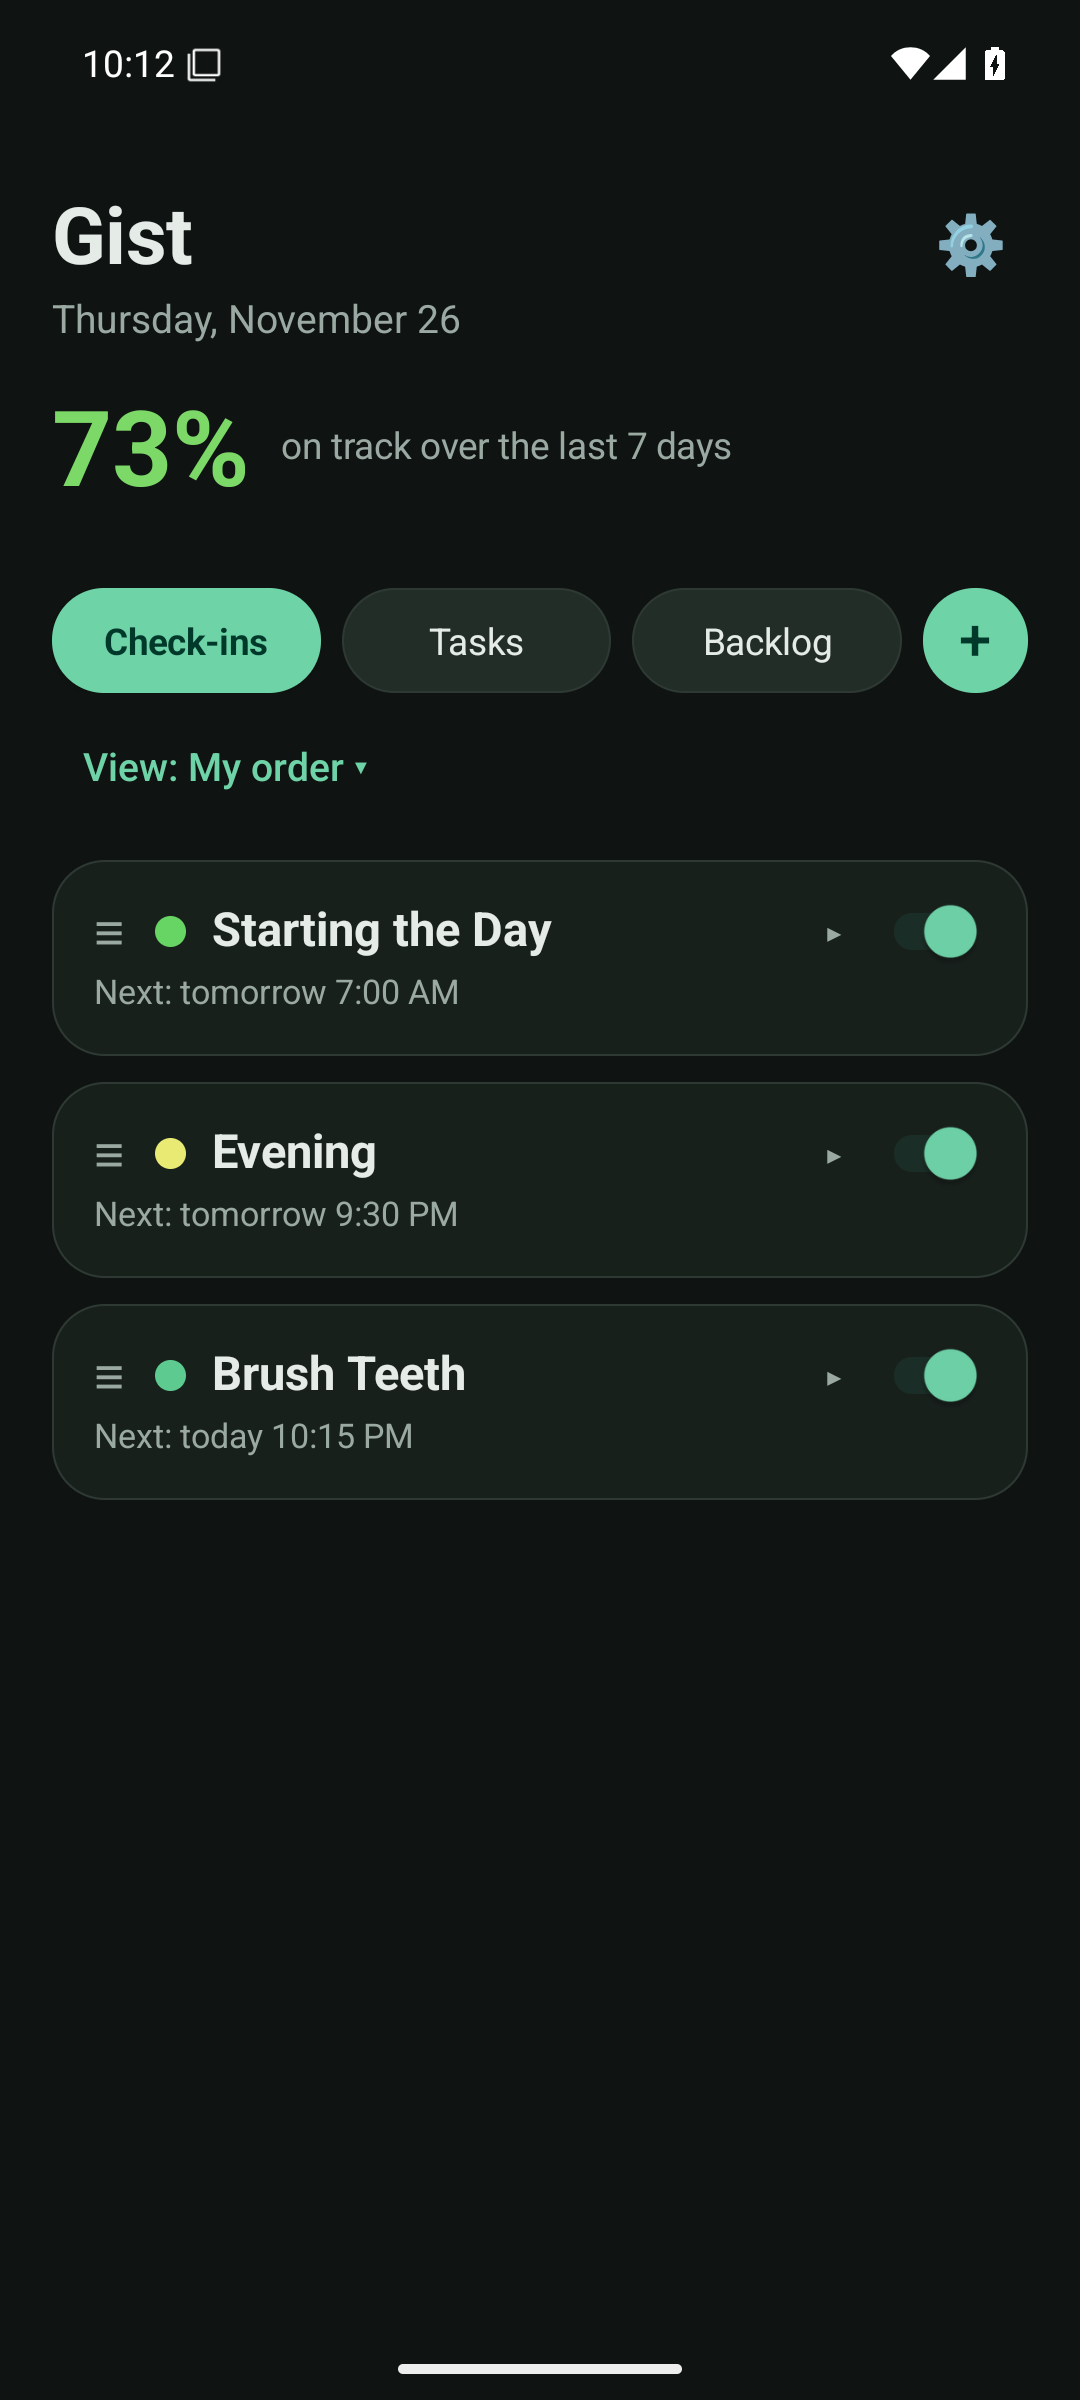 10:12
Gist
Thursday, November 26
73% on track over the last 7 days
Check-ins Tasks Backlog +
View: My order ▾
Starting the Day
Next: tomorrow 7:00 AM
Evening
Next: tomorrow 9:30 PM
Brush Teeth
Next: today 10:15 PM